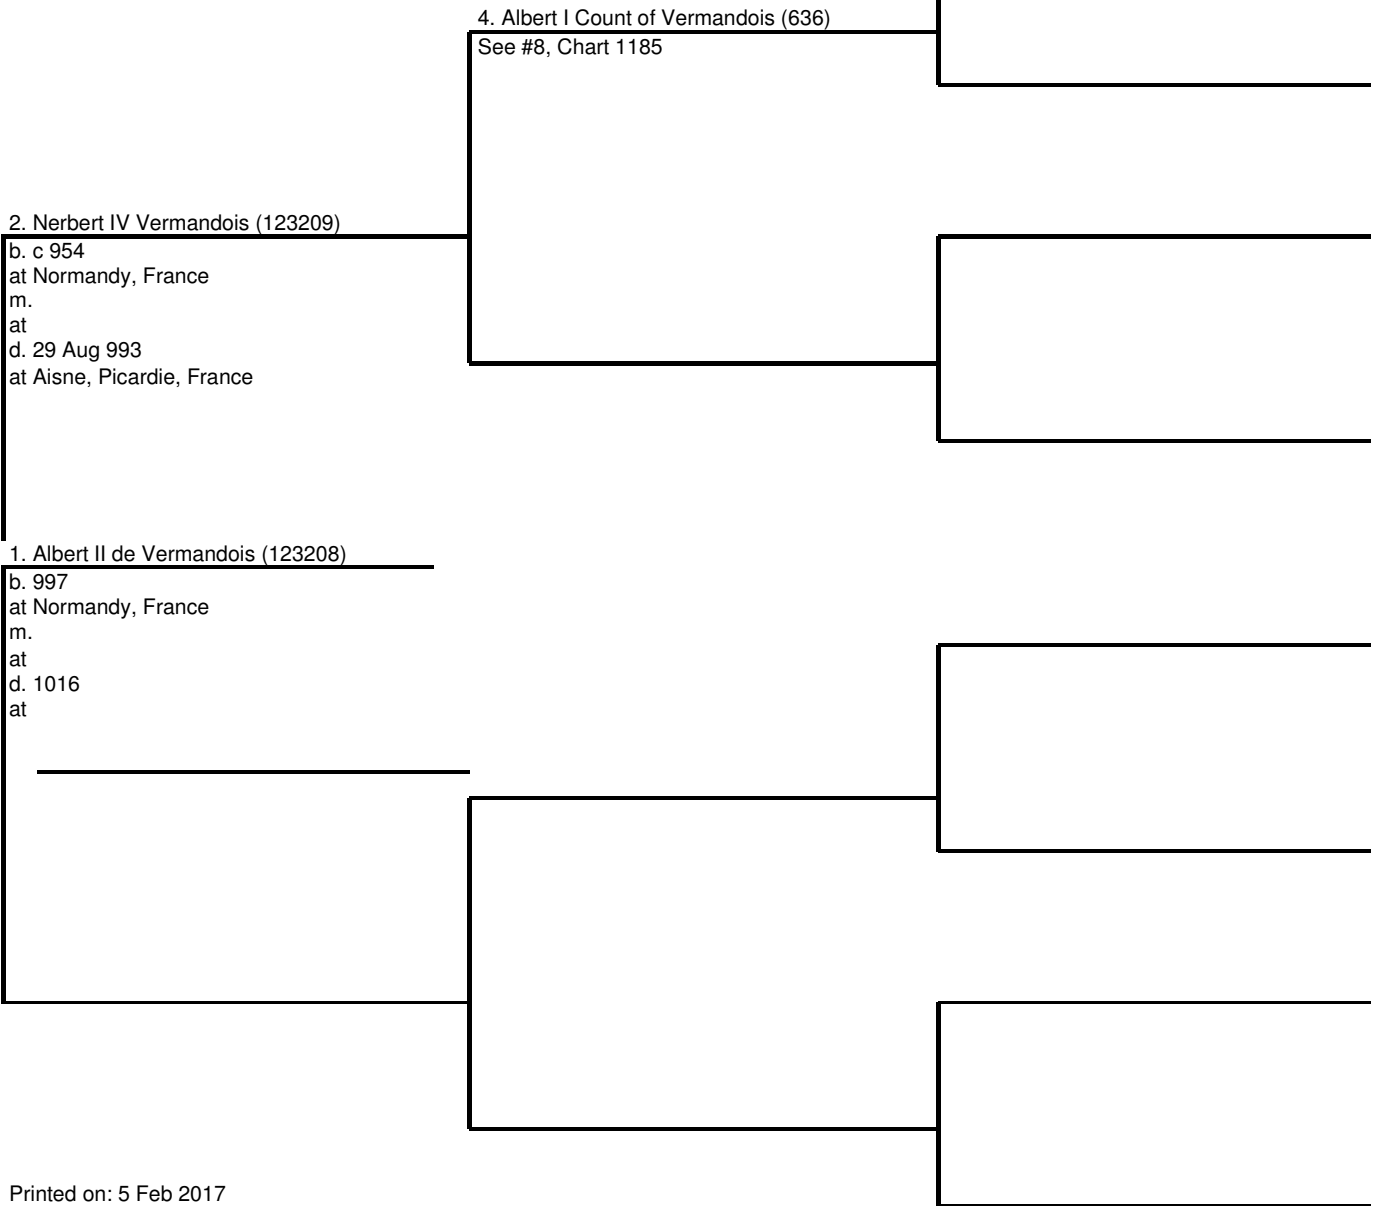 4. Albert I Count of Vermandois (636)
See #8, Chart 1185
2. Nerbert IV Vermandois (123209)
b. c 954
at Normandy, France
m.
at
d. 29 Aug 993
at Aisne, Picardie, France
1. Albert II de Vermandois (123208)
b. 997
at Normandy, France
m.
at
d. 1016
at
Printed on: 5 Feb 2017